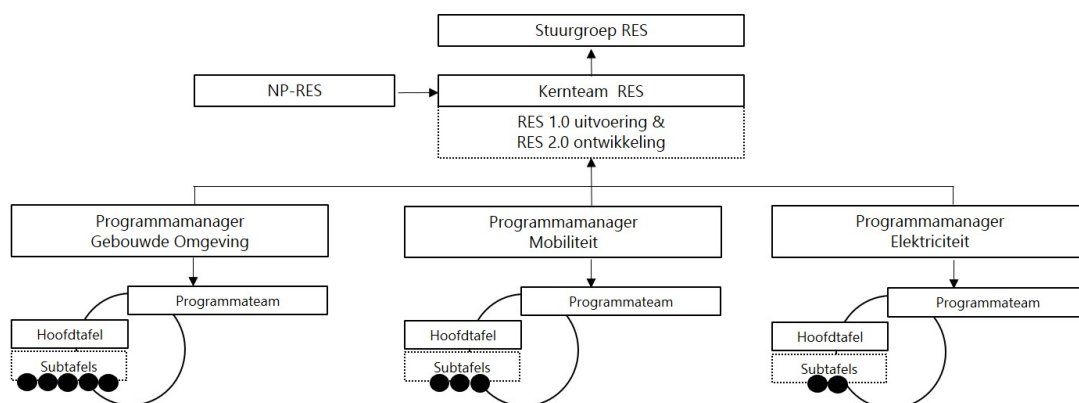 Stuurgroep RES
NP-RES
Kernteam RES
RES 1.0 uitvoering &
RES 2.0 ontwikkeling
Programmamanager
Gebouwde Omgeving
Programmamanager
Mobiliteit
Programmamanager
Elektriciteit
Programmateam
Hoofdtafel
Subtafels
Programmateam
Hoofdtafel
Subtafels
Programmateam
Hoofdtafel
Subtafels